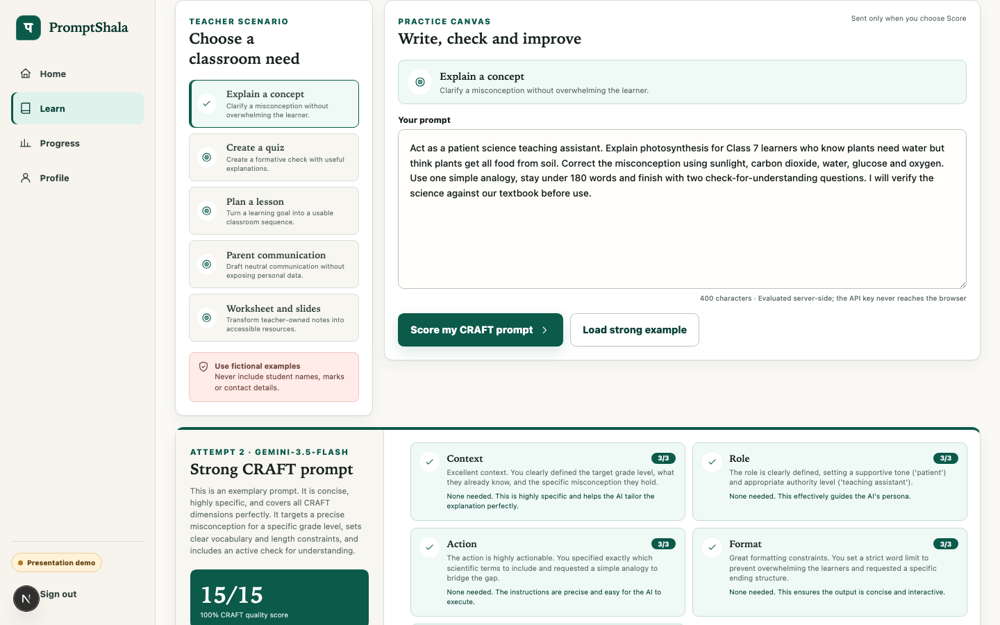 प PromptShala
Home
Learn
Progress
Profile
Presentation demo
N Sign out
TEACHER SCENARIO
Choose a
classroom need
Explain a concept
Clarify a misconception without
overwhelming the learner.
Create a quiz
Create a formative check with useful
explanations.
Plan a lesson
Turn a learning goal into a usable
classroom sequence.
Parent communication
Draft neutral communication without
exposing personal data.
Worksheet and slides
Transform teacher-owned notes into
accessible resources.
Use fictional examples
Never include student names, marks
or contact details.
PRACTICE CANVAS
Sent only when you choose Score
Write, check and improve
Explain a concept
Clarify a misconception without overwhelming the learner.
Your prompt
Act as a patient science teaching assistant. Explain photosynthesis for Class 7 learners who know plants need water but
think plants get all food from soil. Correct the misconception using sunlight, carbon dioxide, water, glucose and oxygen.
Use one simple analogy, stay under 180 words and finish with two check-for-understanding questions. I will verify the
science against our textbook before use.
400 characters · Evaluated server-side; the API key never reaches the browser
Score my CRAFT prompt
Load strong example
ATTEMPT 2 · GEMINI-3.5-FLASH
Strong CRAFT prompt
This is an exemplary prompt. It is concise,
highly specific, and covers all CRAFT
dimensions perfectly. It targets a precise
misconception for a specific grade level, sets
clear vocabulary and length constraints, and
includes an active check for understanding.
15/15
100% CRAFT quality score
Context 3/3
Excellent context. You clearly defined the target grade level, what
they already know, and the specific misconception they hold.
None needed. This is highly specific and helps the AI tailor the
explanation perfectly.
Role 3/3
The role is clearly defined, setting a supportive tone ('patient')
and appropriate authority level ('teaching assistant').
None needed. This effectively guides the AI's persona.
Action 3/3
The action is highly actionable. You specified exactly which
scientific terms to include and requested a simple analogy to
bridge the gap.
None needed. The instructions are precise and easy for the AI to
execute.
Format 3/3
Great formatting constraints. You set a strict word limit to
prevent overwhelming the learners and requested a specific
ending structure.
None needed. This ensures the output is concise and interactive.